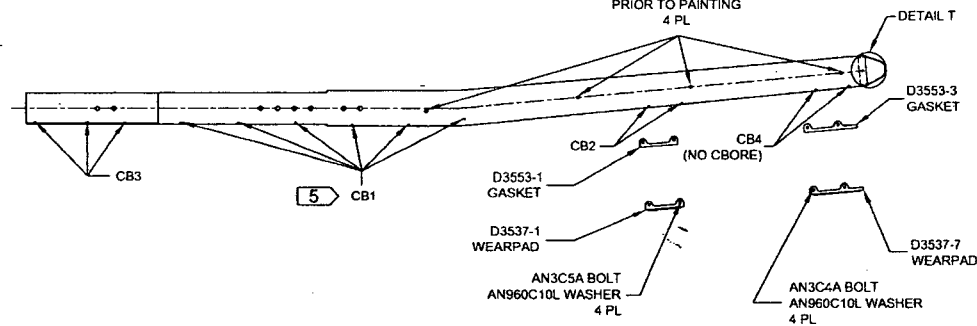 PRIOR TO PAINTING
4 PL
DETAIL T
D3553-3
GASKET
CB2
CB4
(NO CBORE)
CB3
5
CB1
D3553-1
GASKET
D3537-1
WEARPAD
D3537-7
WEARPAD
AN3C5A BOLT
AN960C10L WASHER
4 PL
AN3C4A BOLT
AN960C10L WASHER
4 PL